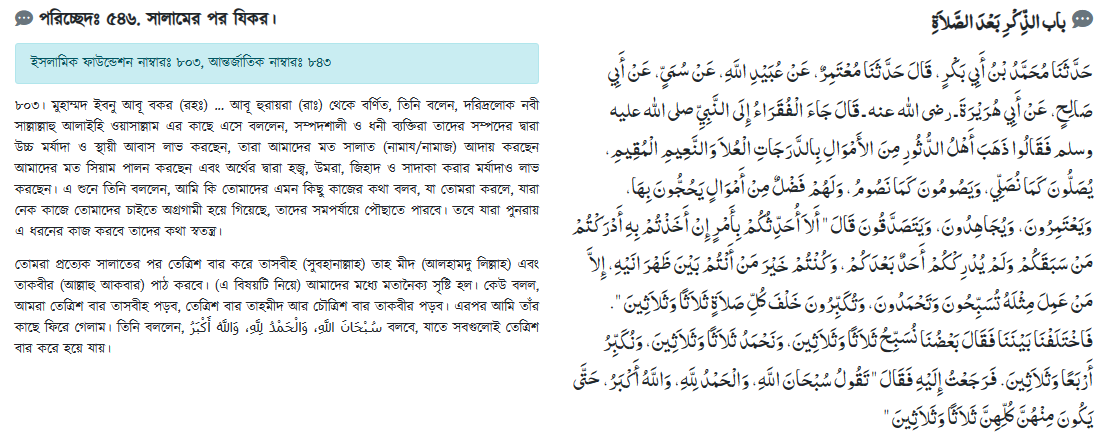 পরিচ্ছেদঃ ৫৪৬. সালামের পর যিকর।
ইসলামিক ফাউন্ডেশন নাম্বারঃ ৮০৩, আন্তর্জাতিক নাম্বারঃ ৮৪৩
৮০৩। মুহাম্মদ ইবনু আবূ বকর (রহঃ) ... আবূ হুরায়রা (রাঃ) থেকে বর্ণিত, তিনি বলেন, দরিদ্রলোক নবী
সাল্লাল্লাহু আলাইহি ওয়াসাল্লাম এর কাছে এসে বললেন, সম্পদশালী ও ধনী ব্যক্তিরা তাদের সম্পদের দ্বারা
উচ্চ মর্যাদা ও স্থায়ী আবাস লাভ করছেন, তারা আমাদের মত সালাত (নামায/নামাজ) আদায় করছেন
আমাদের মত সিয়াম পালন করছেন এবং অর্থের দ্বারা হজ্ব, উমরা, জিহাদ ও সাদাকা করার মর্যাদাও লাভ
করছেন। এ শুনে তিনি বললেন, আমি কি তোমাদের এমন কিছু কাজের কথা বলব, যা তোমরা করলে, যারা
নেক কাজে তোমাদের চাইতে অগ্রগামী হয়ে গিয়েছে, তাদের সমপর্যায়ে পৌছাতে পারবে। তবে যারা পুনরায়
এ ধরনের কাজ করবে তাদের কথা স্বতন্ত্র।
তোমরা প্রত্যেক সালাতের পর তেত্রিশ বার করে তাসবীহ (সুবহানাল্লাহ) তাহ মীদ (আলহামদু লিল্লাহ) এবং
তাকবীর (আল্লাহু আকবার) পাঠ করবে। (এ বিষয়টি নিয়ে) আমাদের মধ্যে মতানৈক্য সৃষ্টি হল। কেউ বলল,
আমরা তেত্রিশ বার তাসবীহ পড়ব, তেত্রিশ বার তাহমীদ আর চৌত্রিশ বার তাকবীর পড়ব। এরপর আমি তাঁর
কাছে ফিরে গেলাম। তিনি বললেন, سُبْحَانَ اللَّهِ، وَالْحَمْدُ لِلَّهِ، وَاللَّهُ أَكْبَرُ বলবে, যাতে সবগুলোই তেত্রিশ
বার করে হয়ে যায়।
باب الذِّكْرِ بَعْدَ الصَّلاَةِ
حَدَّثَنَا مُحَمَّدُ بْنُ أَبِي بَكْرٍ، قَالَ حَدَّثَنَا مُعْتَمِرٌ، عَنْ عُبَيْدِ اللَّهِ، عَنْ سُمَىٍّ، عَنْ أَبِي
صَالِحٍ، عَنْ أَبِي هُرَيْرَةَ ـ رضى الله عنه ـ قَالَ جَاءَ الْفُقَرَاءُ إِلَى النَّبِيِّ صلى الله عليه
وسلم فَقَالُوا ذَهَبَ أَهْلُ الدُّثُورِ مِنَ الأَمْوَالِ بِالدَّرَجَاتِ الْعُلاَ وَالنَّعِيمِ الْمُقِيمِ،
يُصَلُّونَ كَمَا نُصَلِّي، وَيَصُومُونَ كَمَا نَصُومُ، وَلَهُمْ فَضْلٌ مِنْ أَمْوَالٍ يَحُجُّونَ بِهَا،
وَيَعْتَمِرُونَ، وَيُجَاهِدُونَ، وَيَتَصَدَّقُونَ قَالَ " أَلاَ أُحَدِّثُكُمْ بِأَمْرٍ إِنْ أَخَذْتُمْ بِهِ أَدْرَكْتُمْ
مَنْ سَبَقَكُمْ وَلَمْ يُدْرِكْكُمْ أَحَدٌ بَعْدَكُمْ، وَكُنْتُمْ خَيْرَ مَنْ أَنْتُمْ بَيْنَ ظَهْرَانَيْهِ، إِلاَّ
مَنْ عَمِلَ مِثْلَهُ تُسَبِّحُونَ وَتَحْمَدُونَ، وَتُكَبِّرُونَ خَلْفَ كُلِّ صَلاَةٍ ثَلاَثًا وَثَلاَثِينَ ".
فَاخْتَلَفْنَا بَيْنَنَا فَقَالَ بَعْضُنَا نُسَبِّحُ ثَلاَثًا وَثَلاَثِينَ، وَنَحْمَدُ ثَلاَثًا وَثَلاَثِينَ، وَنُكَبِّرُ
أَرْبَعًا وَثَلاَثِينَ. فَرَجَعْتُ إِلَيْهِ فَقَالَ " تَقُولُ سُبْحَانَ اللَّهِ، وَالْحَمْدُ لِلَّهِ، وَاللَّهُ أَكْبَرُ، حَتَّى
يَكُونَ مِنْهُنَّ كُلِّهِنَّ ثَلاَثًا وَثَلاَثِينَ "